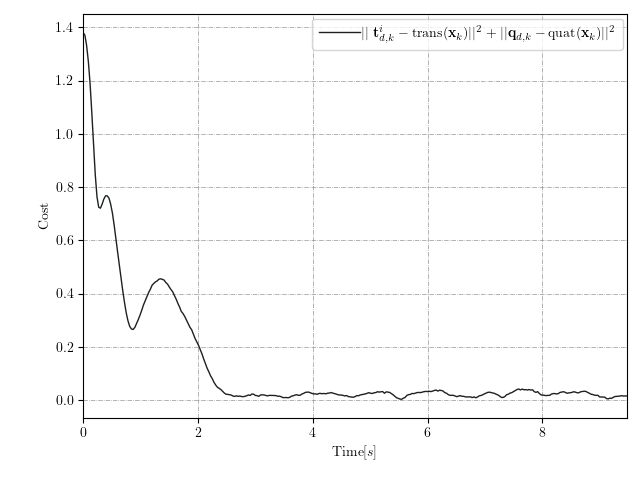 || t^i_{d,k} − trans(x_k)||^2 + ||q_{d,k} − quat(x_k)||^2
1.4
1.2
1.0
0.8
0.6
0.4
0.2
0.0
Cost
0 2 4 6 8
Time[s]